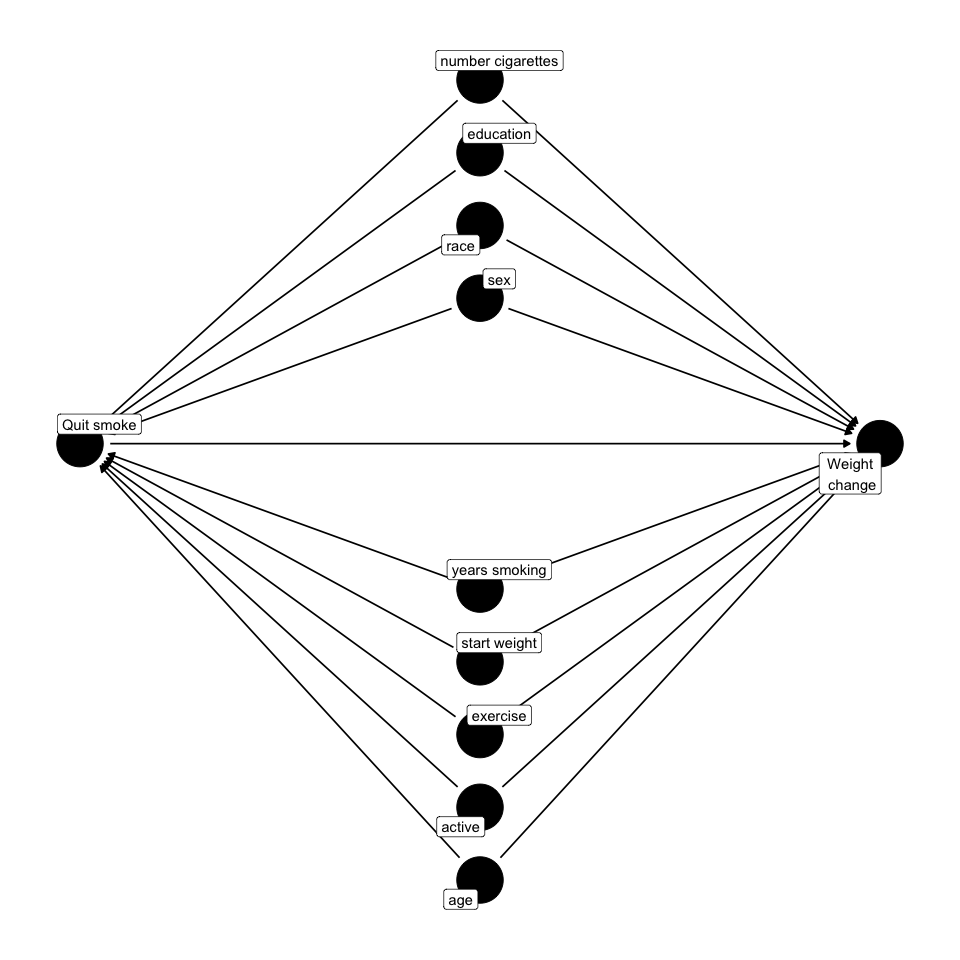 number cigarettes
education
race
sex
Quit smoke
Weight
change
years smoking
start weight
exercise
active
age